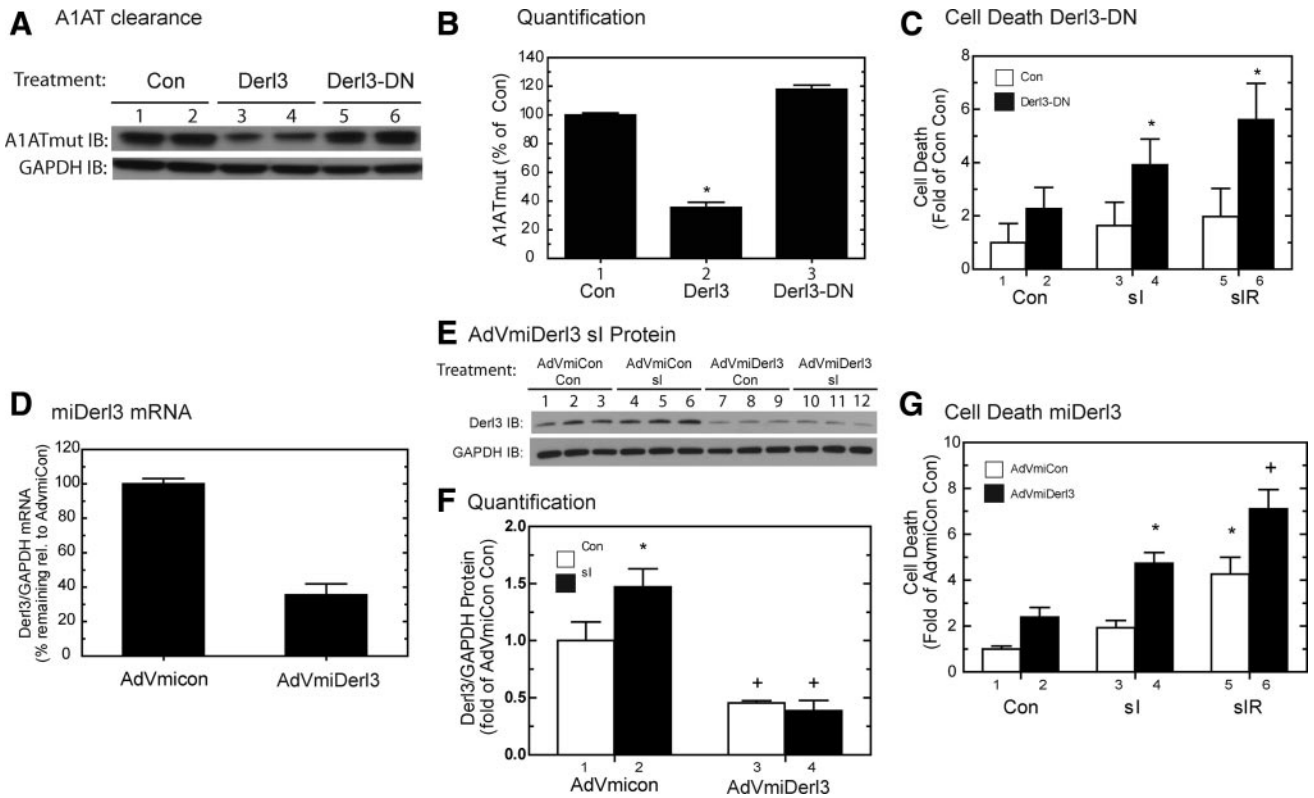 A A1AT clearance
Treatment: Con Derl3 Derl3-DN
1 2 3 4 5 6
A1ATmut IB:
GAPDH IB:
B Quantification
A1ATmut (% of Con)
140
120
100
80
60
40
20
0
*
1 2 3
Con Derl3 Derl3-DN
C Cell Death Derl3-DN
Cell Death
(Fold of Con Con)
8
6
4
2
0
Con
Derl3-DN
* *
1 2 3 4 5 6
Con sI sIR
D miDerl3 mRNA
Derl3/GAPDH mRNA
(% remaining rel. to AdvmiCon)
120
100
80
60
40
20
0
AdVmicon AdVmiDerl3
E AdVmiDerl3 sI Protein
Treatment: AdVmiCon AdVmiCon AdVmiDerl3 AdVmiDerl3
Con sI Con sI
1 2 3 4 5 6 7 8 9 10 11 12
Derl3 IB:
GAPDH IB:
F Quantification
Derl3/GAPDH Protein
(fold of AdVmiCon Con)
2.0
1.5
1.0
0.5
0.0
Con
sI
* + +
1 2 3 4
AdVmicon AdVmiDerl3
G Cell Death miDerl3
Cell Death
(Fold of AdvmiCon Con)
10
8
6
4
2
0
AdVmiCon
AdVmiDerl3
* * +
1 2 3 4 5 6
Con sI sIR